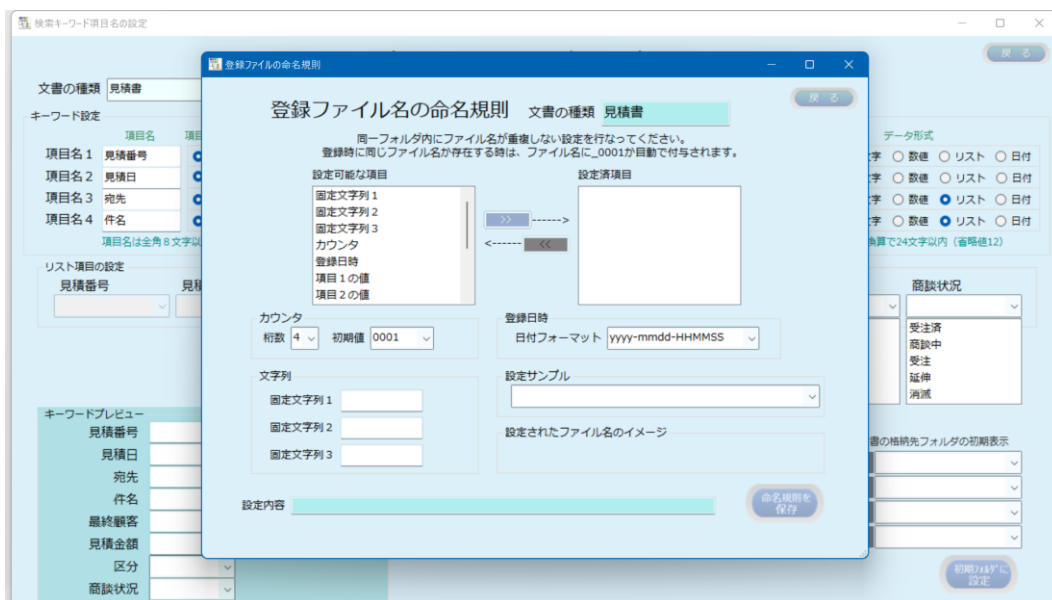 検索キーワード項目名の設定
戻 る
文書の種類 見積書
キーワード設定
項目名
データ形式
項目名 1 見積番号
字 数値 リスト 日付
項目名 2 見積日
字 数値 リスト 日付
項目名 3 宛先
字 数値 リスト 日付
項目名 4 件名
字 数値 リスト 日付
項目名は全角８文字以
換算で24文字以内（省略値12）
リスト項目の設定
見積番号
商談状況
受注済
商談中
受注
延伸
消滅
キーワードプレビュー
見積番号
見積日
宛先
件名
最終顧客
見積金額
区分
商談状況
書の格納先フォルダの初期表示
初期ﾌｫﾙﾀﾞに
設定
登録ファイルの命名規則
戻 る
登録ファイル名の命名規則 文書の種類 見積書
同一フォルダ内にファイル名が重複しない設定を行なってください。
登録時に同じファイル名が存在する時は、ファイル名に_0001が自動で付与されます。
設定可能な項目
設定済項目
固定文字列１
固定文字列２
固定文字列３
カウンタ
登録日時
項目１の値
項目２の値
>> ------>
<------ <<
カウンタ
桁数 4 初期値 0001
登録日時
日付フォーマット yyyy-mmdd-HHMMSS
文字列
固定文字列１
固定文字列２
固定文字列３
設定サンプル
設定されたファイル名のイメージ
設定内容
命名規則を
保存